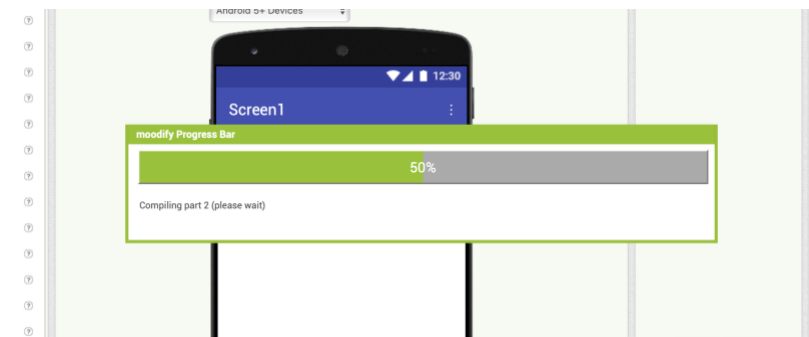 Android 5+ Devices
12:30
Screen1
moodify Progress Bar
50%
Compiling part 2 (please wait)